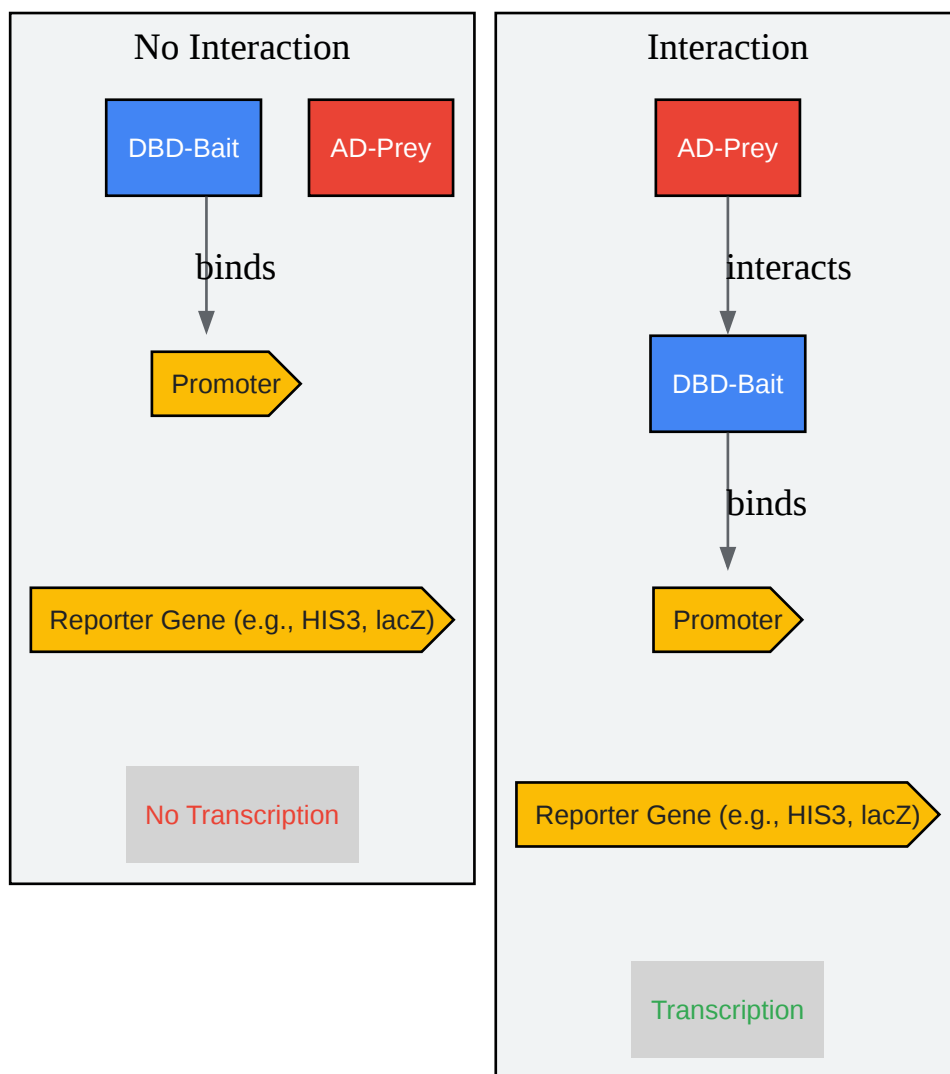 No Interaction
DBD-Bait
AD-Prey
binds
Promoter
Reporter Gene (e.g., HIS3, lacZ)
No Transcription
Interaction
AD-Prey
interacts
DBD-Bait
binds
Promoter
Reporter Gene (e.g., HIS3, lacZ)
Transcription